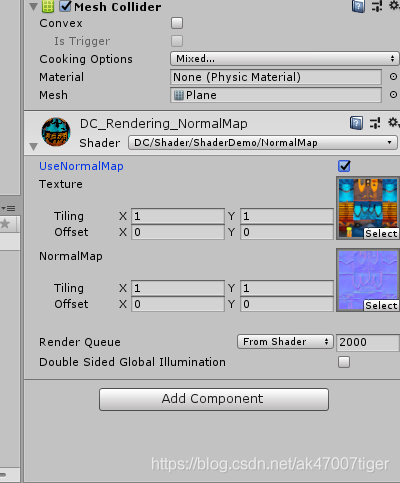 Mesh Collider
Convex
Is Trigger
Cooking Options Mixed...
Material None (Physic Material)
Mesh Plane
DC_Rendering_NormalMap
Shader DC/Shader/ShaderDemo/NormalMap
UseNormalMap
Texture
Tiling X 1 Y 1
Offset X 0 Y 0
Select
NormalMap
Tiling X 1 Y 1
Offset X 0 Y 0
Select
Render Queue From Shader 2000
Double Sided Global Illumination
Add Component
https://blog.csdn.net/ak47007tiger